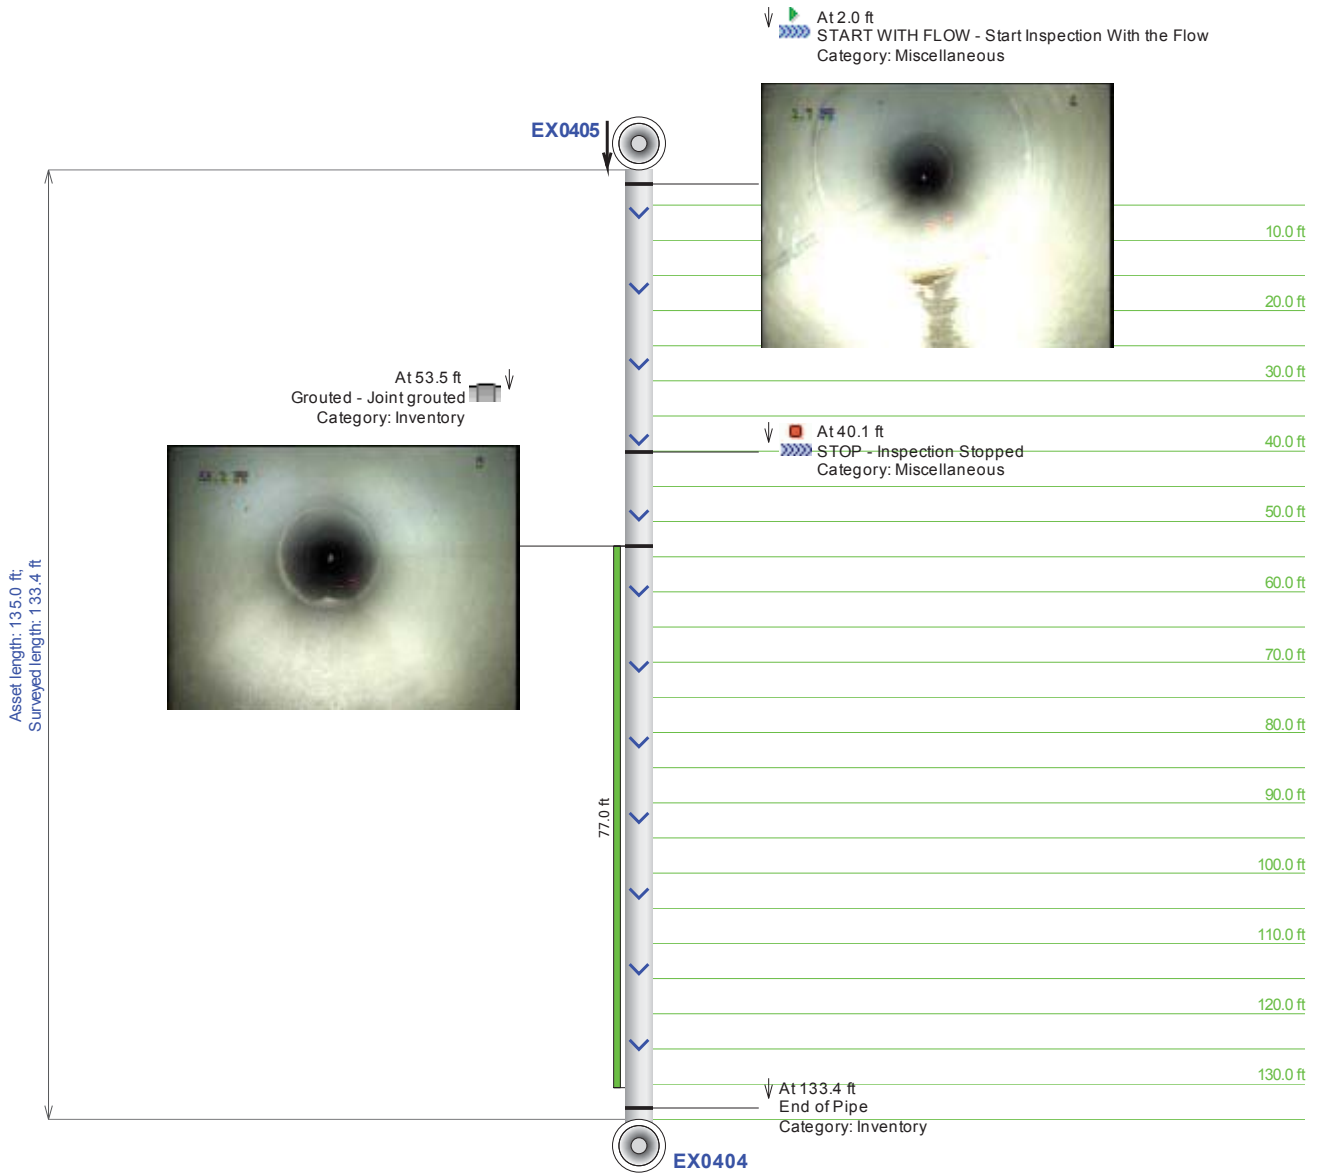 At 2.0 ft
START WITH FLOW - Start Inspection With the Flow
Category: Miscellaneous
EX0405
10.0 ft
20.0 ft
30.0 ft
At 53.5 ft
Grouted - Joint grouted
Category: Inventory
At 40.1 ft
STOP - Inspection Stopped
Category: Miscellaneous
40.0 ft
50.0 ft
60.0 ft
70.0 ft
80.0 ft
90.0 ft
100.0 ft
110.0 ft
120.0 ft
130.0 ft
Asset length: 135.0 ft;
Surveyed length: 133.4 ft
77.0 ft
At 133.4 ft
End of Pipe
Category: Inventory
EX0404